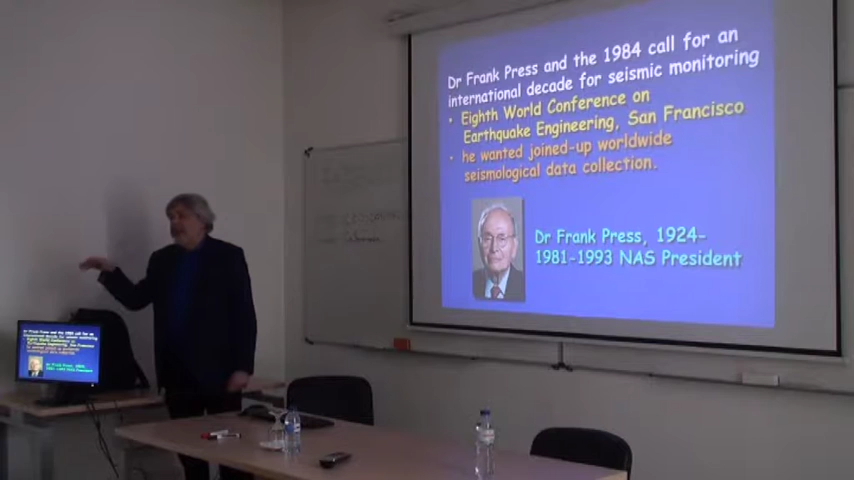 Dr Frank Press and the 1984 call for an
international decade for seismic monitoring
• Eighth World Conference on
Earthquake Engineering, San Francisco
• he wanted joined-up worldwide
seismological data collection.
Dr Frank Press, 1924-
1981-1993 NAS President